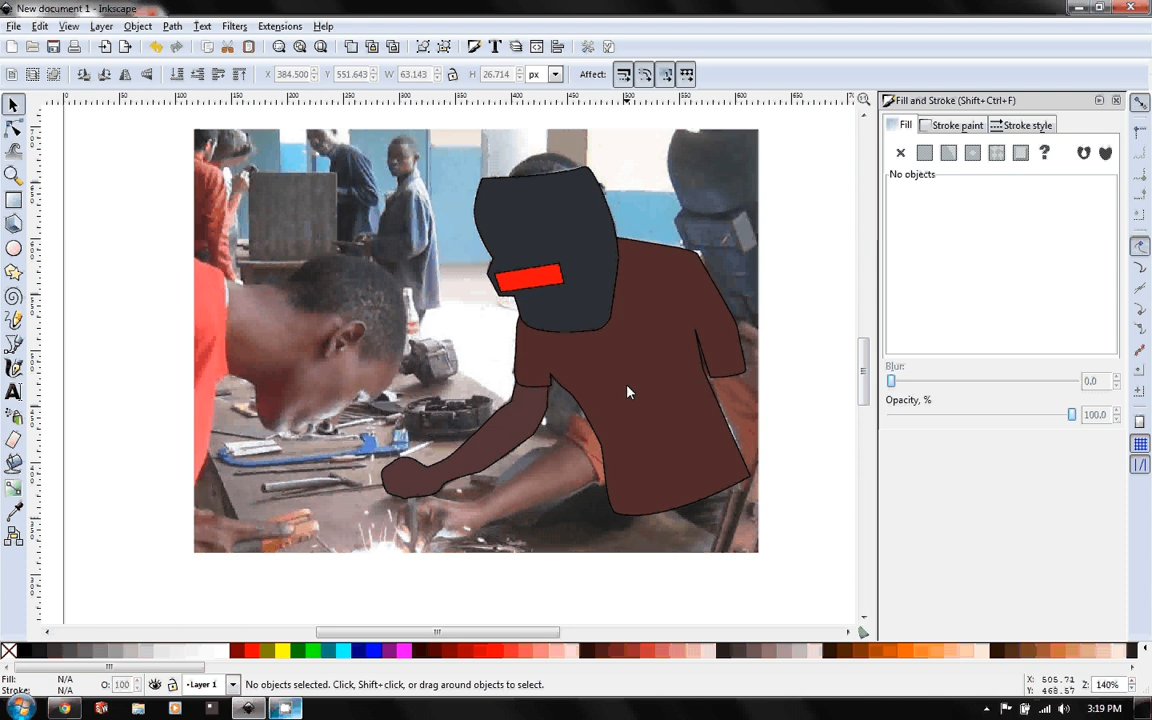 New document 1 - Inkscape
File Edit View Layer Object Path Text Filters Extensions Help
X 384.500 Y 551.643 W 63.143 H 26.714 px Affect:
Fill and Stroke (Shift+Ctrl+F)
Fill Stroke paint Stroke style
No objects
Blur:
0.0
Opacity, %
100.0
Fill: N/A
Stroke: N/A
O: 100
Layer 1
No objects selected. Click, Shift+click, or drag around objects to select.
X: 505.71
Y: 468.57
Z: 140%
3:19 PM